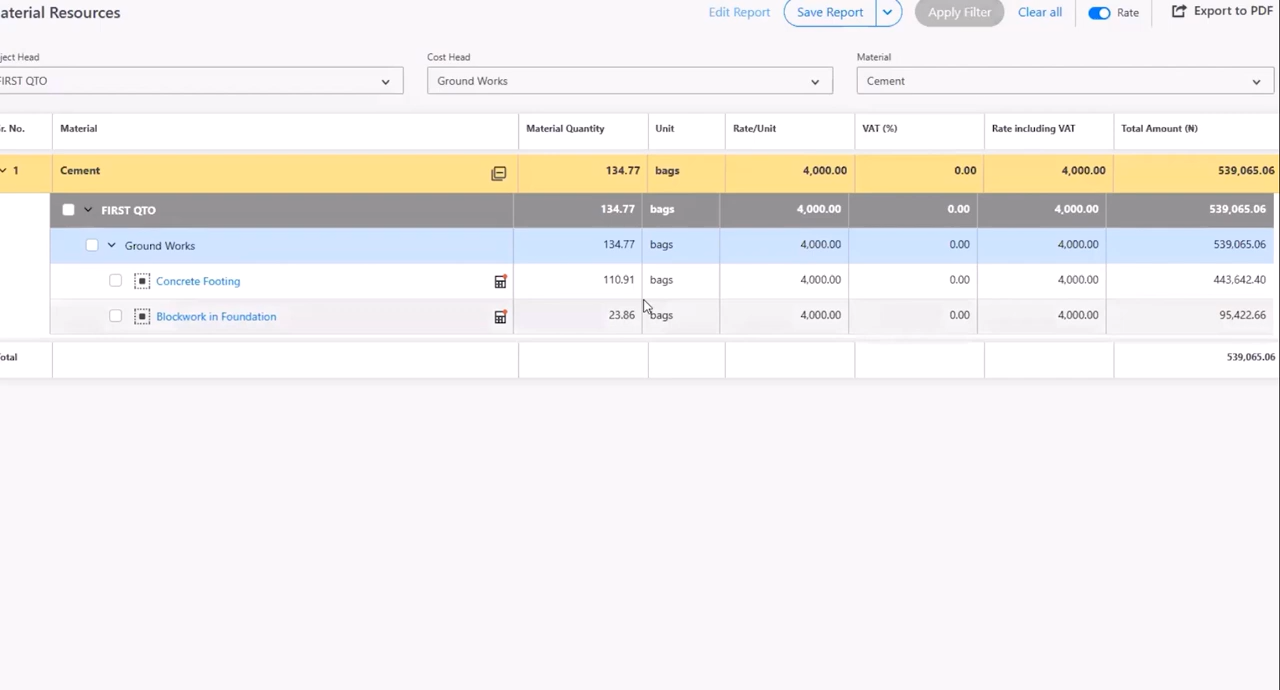 aterial Resources Edit Report Save Report Apply Filter Clear all Rate Export to PDF
ject Head Cost Head Material
FIRST QTO Ground Works Cement
r. No. Material Material Quantity Unit Rate/Unit VAT (%) Rate including VAT Total Amount (₦)
1 Cement 134.77 bags 4,000.00 0.00 4,000.00 539,065.06
FIRST QTO 134.77 bags 4,000.00 0.00 4,000.00 539,065.06
Ground Works 134.77 bags 4,000.00 0.00 4,000.00 539,065.06
Concrete Footing 110.91 bags 4,000.00 0.00 4,000.00 443,642.40
Blockwork in Foundation 23.86 bags 4,000.00 0.00 4,000.00 95,422.66
otal 539,065.06